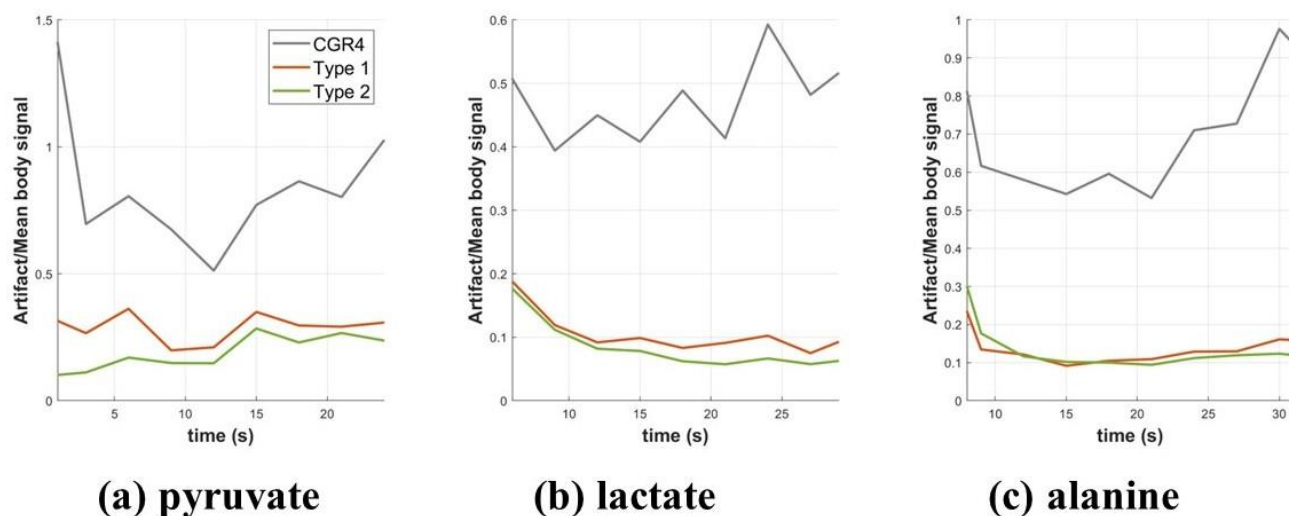 1.5
1
0.5
0
5
10
15
20
Artifact/Mean body signal
time (s)
CGR4
Type 1
Type 2
(a) pyruvate
0.6
0.5
0.4
0.3
0.2
0.1
0
10
15
20
25
Artifact/Mean body signal
time (s)
(b) lactate
1
0.9
0.8
0.7
0.6
0.5
0.4
0.3
0.2
0.1
0
10
15
20
25
30
Artifact/Mean body signal
time (s)
(c) alanine